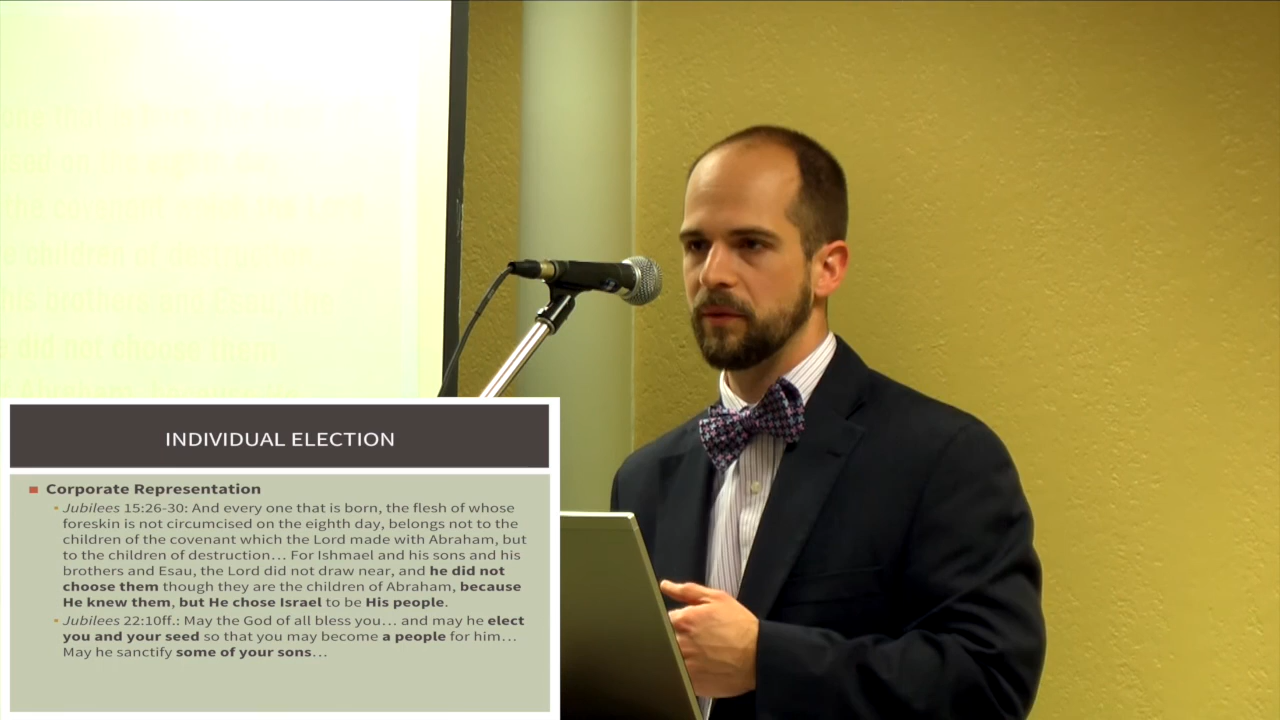 INDIVIDUAL ELECTION
Corporate Representation
Jubilees 15:26-30: And every one that is born, the flesh of whose
foreskin is not circumcised on the eighth day, belongs not to the
children of the covenant which the Lord made with Abraham, but
to the children of destruction... For Ishmael and his sons and his
brothers and Esau, the Lord did not draw near, and he did not
choose them though they are the children of Abraham, because
He knew them, but He chose Israel to be His people.
Jubilees 22:10ff.: May the God of all bless you... and may he elect
you and your seed so that you may become a people for him...
May he sanctify some of your sons...